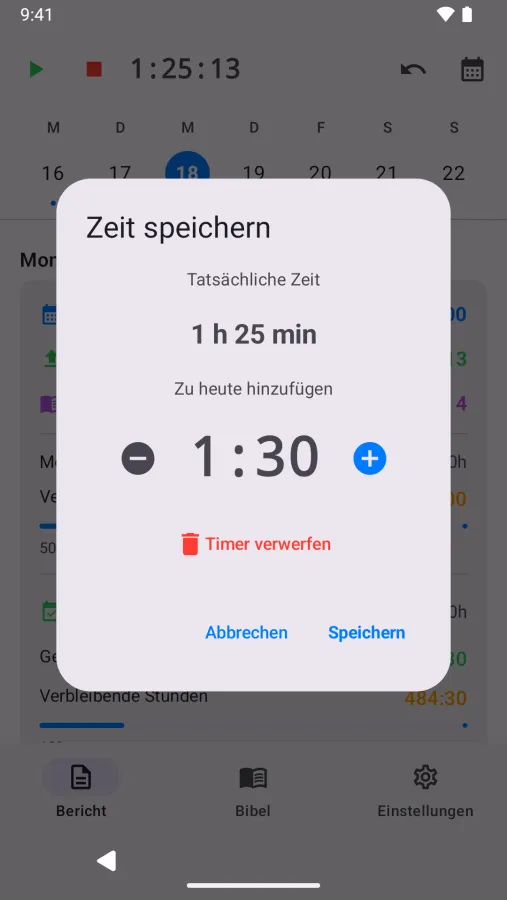 9:41
1:25:13
M D M D F S S
16 17 18 19 20 21 22
Zeit speichern
Tatsächliche Zeit
1 h 25 min
Zu heute hinzufügen
1:30
Timer verwerfen
Abbrechen Speichern
Verbleibende Stunden 484:30
Bericht Bibel Einstellungen